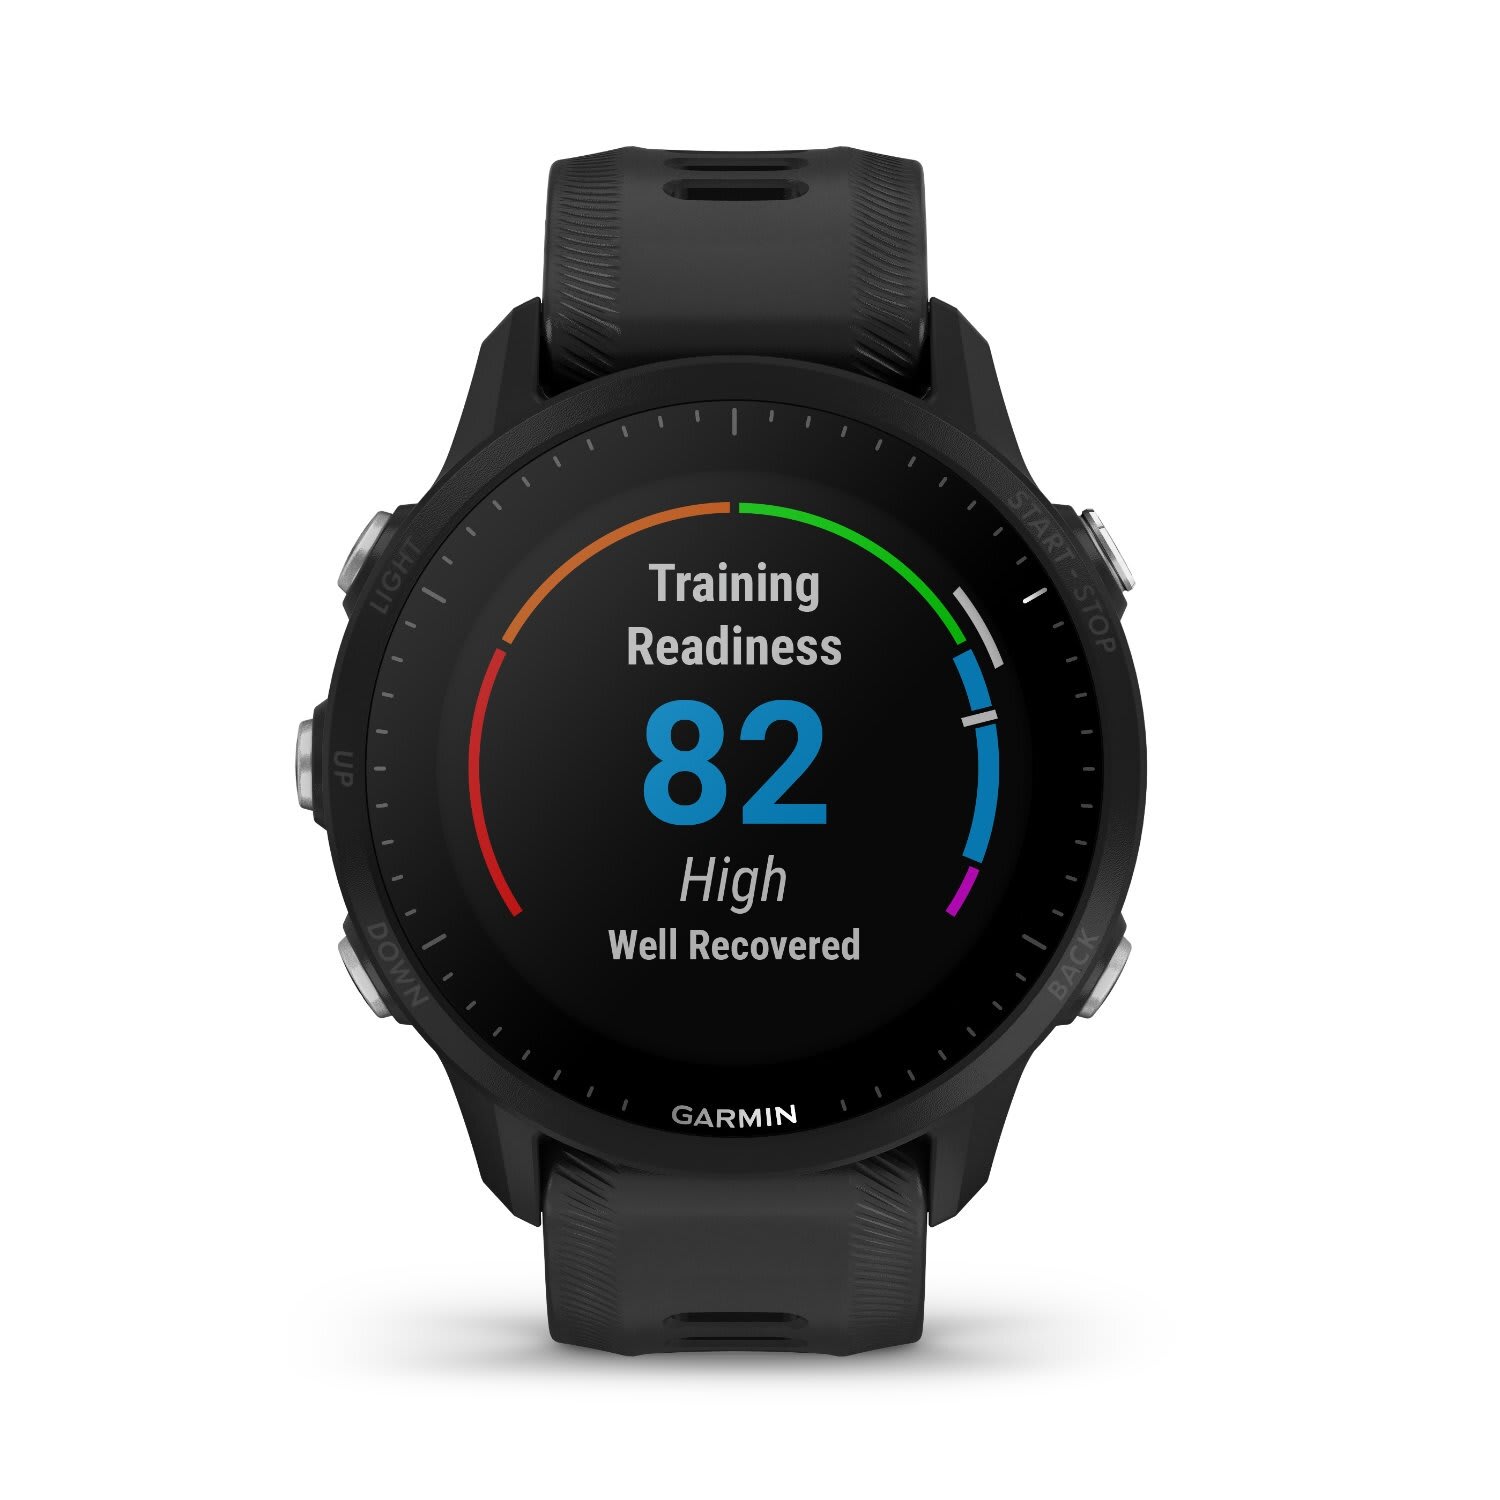 START - STOP
LIGHT
Training
Readiness
82
High
Well Recovered
UP
DOWN
BACK
GARMIN